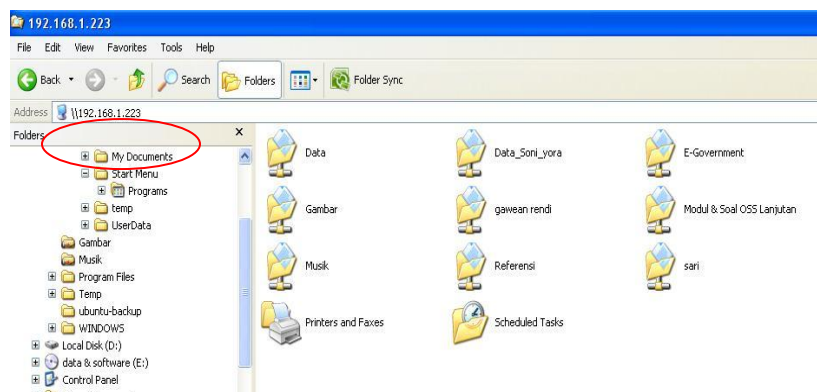 192.168.1.223
File Edit View Favorites Tools Help
Back Search Folders Folder Sync
Address \\192.168.1.223
Folders x
My Documents
Start Menu
Programs
temp
UserData
Gambar
Musik
Program Files
Temp
ubuntu-backup
WINDOWS
Local Disk (D:)
data & software (E:)
Control Panel
Data Data_Soni_yora E-Government
Gambar gawean rendi Modul & Soal OSS Lanjutan
Musik Referensi sari
Printers and Faxes Scheduled Tasks